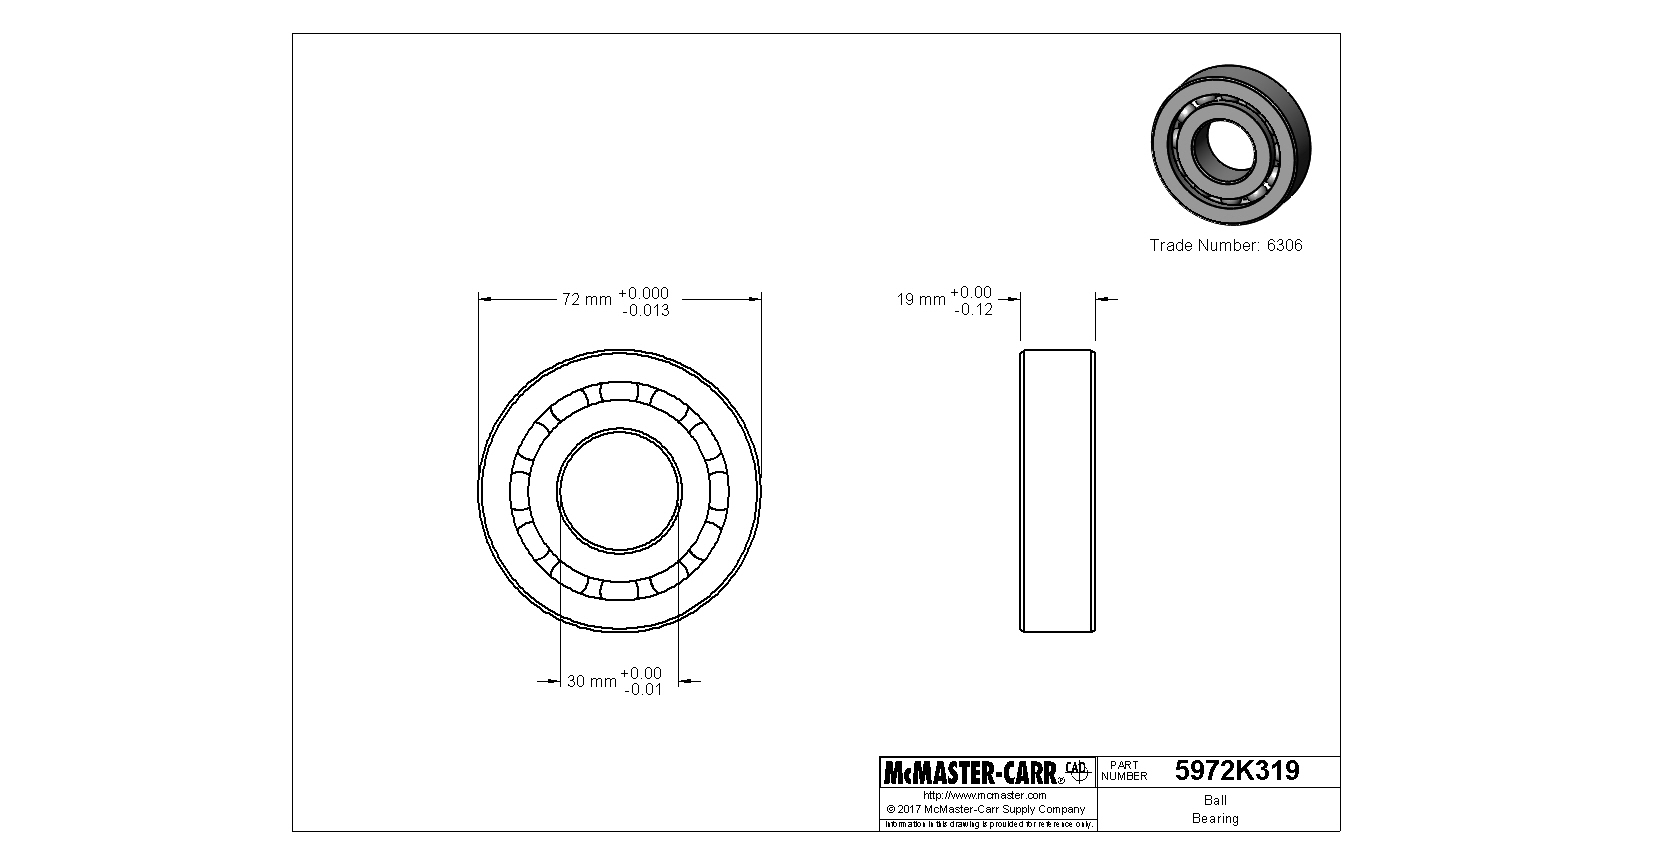 Trade Number: 6306
72 mm +0.000
-0.013
19 mm +0.00
-0.12
30 mm +0.00
-0.01
McMASTER-CARR® CAD
http://www.mcmaster.com
© 2017 McMaster-Carr Supply Company
Information in this drawing is provided for reference only.
PART
NUMBER
5972K319
Ball
Bearing